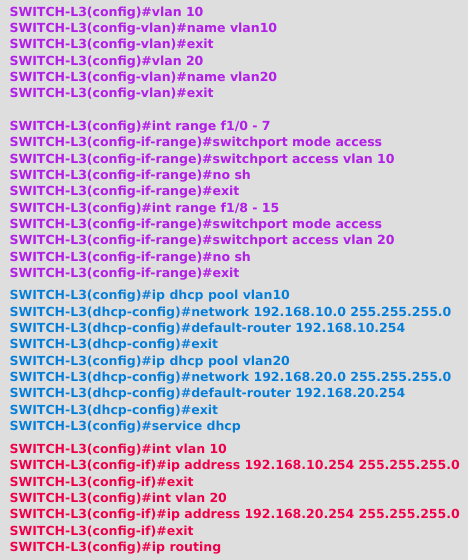 SWITCH-L3(config)#vlan 10
SWITCH-L3(config-vlan)#name vlan10
SWITCH-L3(config-vlan)#exit
SWITCH-L3(config)#vlan 20
SWITCH-L3(config-vlan)#name vlan20
SWITCH-L3(config-vlan)#exit
SWITCH-L3(config)#int range f1/0 - 7
SWITCH-L3(config-if-range)#switchport mode access
SWITCH-L3(config-if-range)#switchport access vlan 10
SWITCH-L3(config-if-range)#no sh
SWITCH-L3(config-if-range)#exit
SWITCH-L3(config)#int range f1/8 - 15
SWITCH-L3(config-if-range)#switchport mode access
SWITCH-L3(config-if-range)#switchport access vlan 20
SWITCH-L3(config-if-range)#no sh
SWITCH-L3(config-if-range)#exit
SWITCH-L3(config)#ip dhcp pool vlan10
SWITCH-L3(dhcp-config)#network 192.168.10.0 255.255.255.0
SWITCH-L3(dhcp-config)#default-router 192.168.10.254
SWITCH-L3(dhcp-config)#exit
SWITCH-L3(config)#ip dhcp pool vlan20
SWITCH-L3(dhcp-config)#network 192.168.20.0 255.255.255.0
SWITCH-L3(dhcp-config)#default-router 192.168.20.254
SWITCH-L3(dhcp-config)#exit
SWITCH-L3(config)#service dhcp
SWITCH-L3(config)#int vlan 10
SWITCH-L3(config-if)#ip address 192.168.10.254 255.255.255.0
SWITCH-L3(config-if)#exit
SWITCH-L3(config)#int vlan 20
SWITCH-L3(config-if)#ip address 192.168.20.254 255.255.255.0
SWITCH-L3(config-if)#exit
SWITCH-L3(config)#ip routing